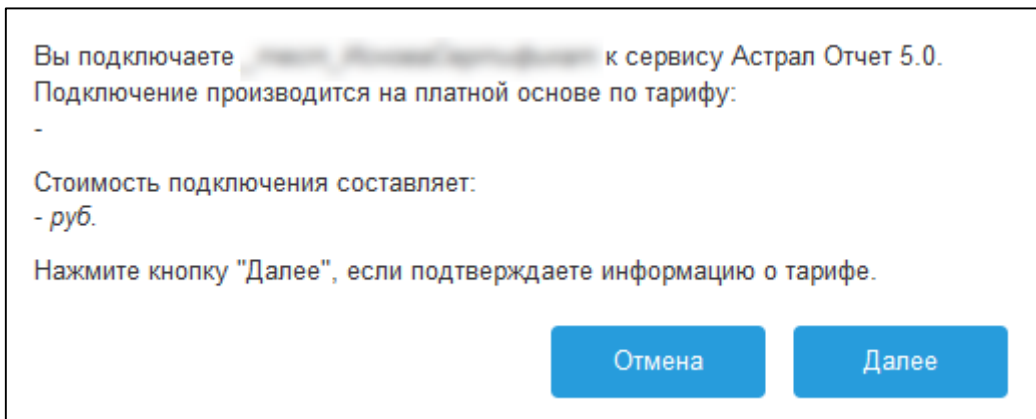 Вы подключаете к сервису Астрал Отчет 5.0.
Подключение производится на платной основе по тарифу:
-
Стоимость подключения составляет:
- руб.
Нажмите кнопку "Далее", если подтверждаете информацию о тарифе.
Отмена
Далее